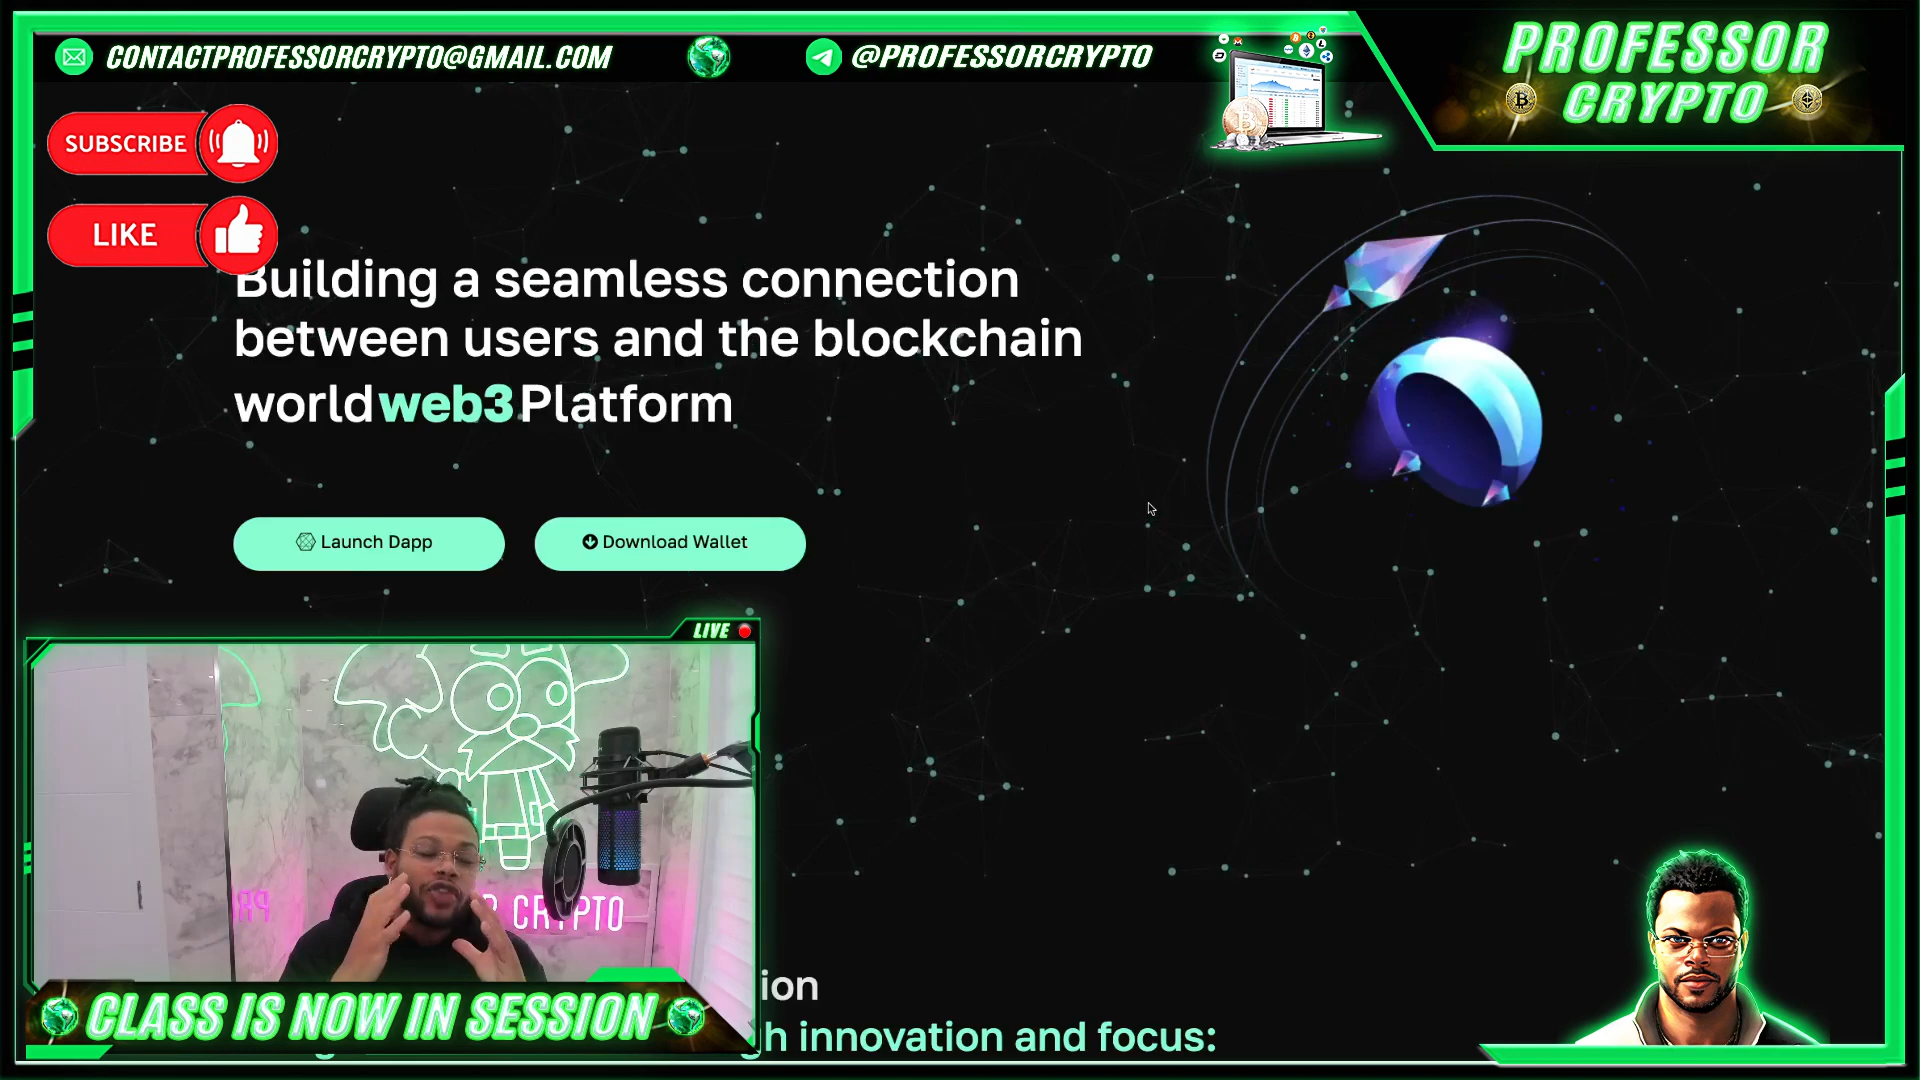 CONTACTPROFESSORCRYPTO@GMAIL.COM
@PROFESSORCRYPTO
PROFESSOR
CRYPTO
SUBSCRIBE
LIKE
Building a seamless connection
between users and the blockchain
world web3 Platform
Launch Dapp
Download Wallet
LIVE
CRYPTO
CLASS IS NOW IN SESSION
innovation and focus: